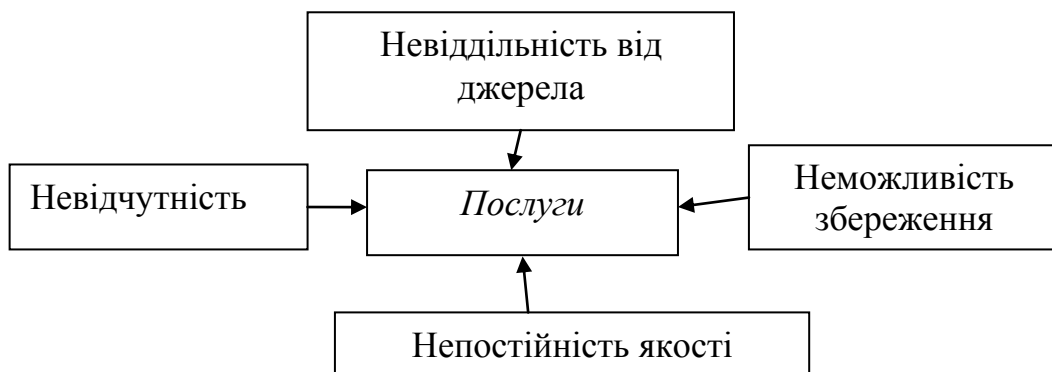 Невіддільність від
джерела
Невідчутність
Послуги
Неможливість
збереження
Непостійність якості